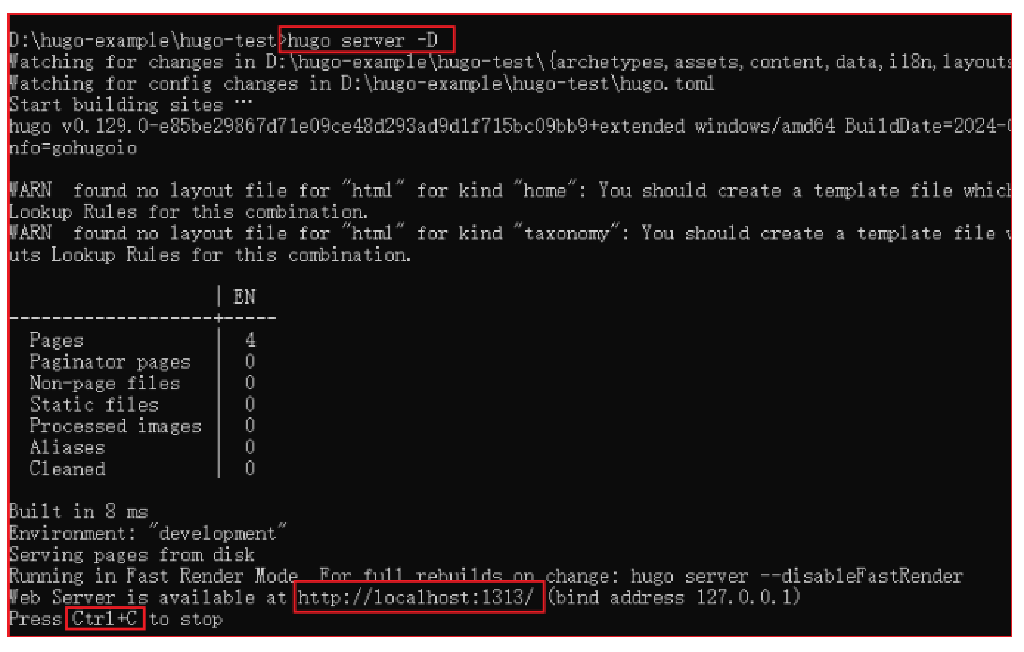 D:\hugo-example\hugo-test>hugo server -D
Watching for changes in D:\hugo-example\hugo-test\{archetypes,assets,content,data,i18n,layouts
Watching for config changes in D:\hugo-example\hugo-test\hugo.toml
Start building sites …
hugo v0.129.0-e85be29867d71e09ce48d293ad9d1f715bc09bb9+extended windows/amd64 BuildDate=2024-
nfo=gohugoio
WARN  found no layout file for "html" for kind "home": You should create a template file which
Lookup Rules for this combination.
WARN  found no layout file for "html" for kind "taxonomy": You should create a template file
uts Lookup Rules for this combination.
| EN
-------------------+-----
Pages | 4
Paginator pages | 0
Non-page files | 0
Static files | 0
Processed images | 0
Aliases | 0
Cleaned | 0
Built in 8 ms
Environment: "development"
Serving pages from disk
Running in Fast Render Mode. For full rebuilds on change: hugo server --disableFastRender
Web Server is available at http://localhost:1313/ (bind address 127.0.0.1)
Press Ctrl+C to stop